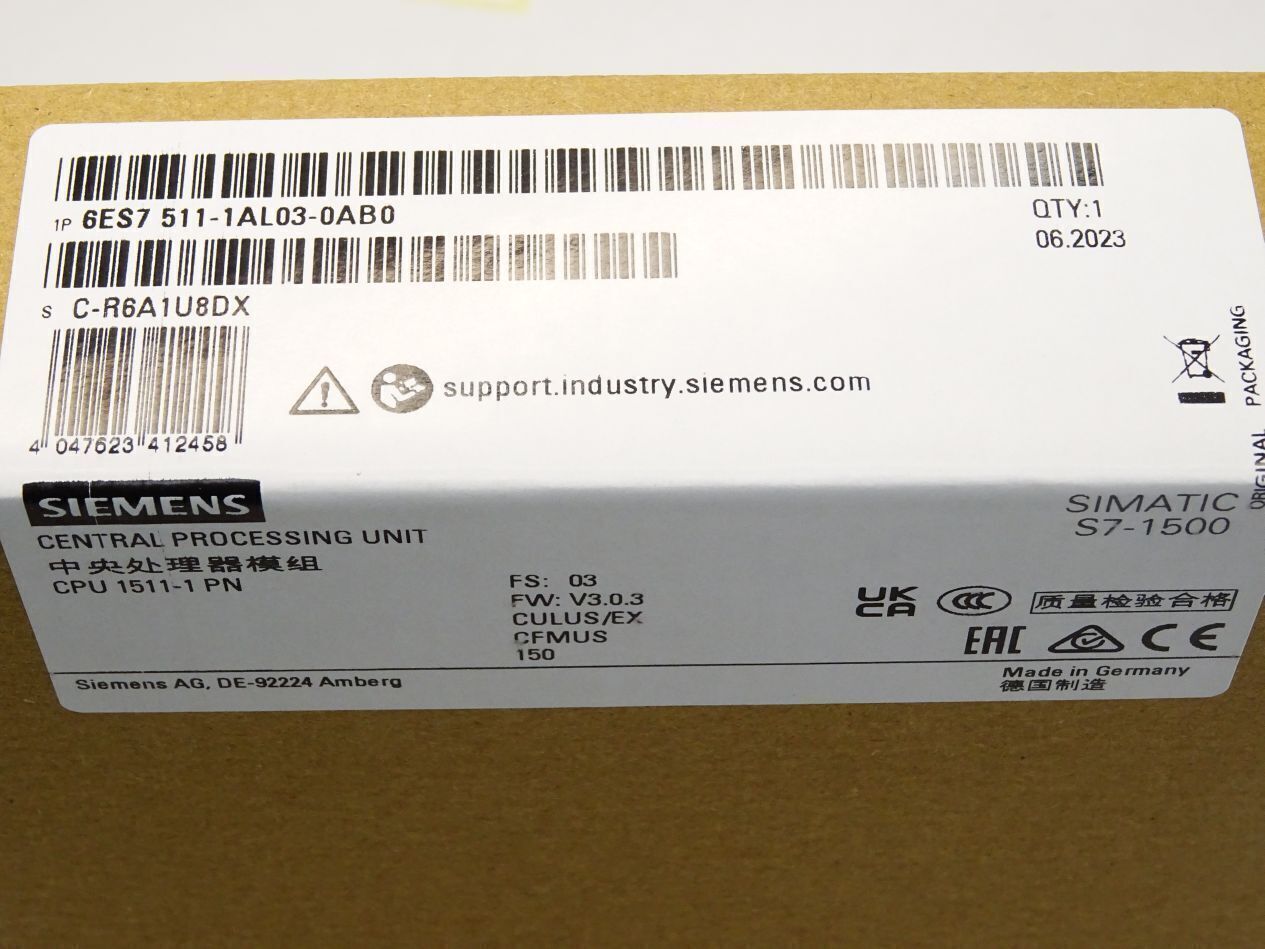 1P 6ES7 511-1AL03-0AB0
QTY:1
06.2023
S C-R6A1U8DX
4 047623 412458
support.industry.siemens.com
ORIGINAL PACKAGING
SIEMENS
SIMATIC
S7-1500
CENTRAL PROCESSING UNIT
中央处理器模组
CPU 1511-1 PN
FS: 03
FW: V3.0.3
CULUS/EX
CFMUS
150
UK
CA
CCC
质量检验合格
EAC
CE
Siemens AG, DE-92224 Amberg
Made in Germany
德国制造